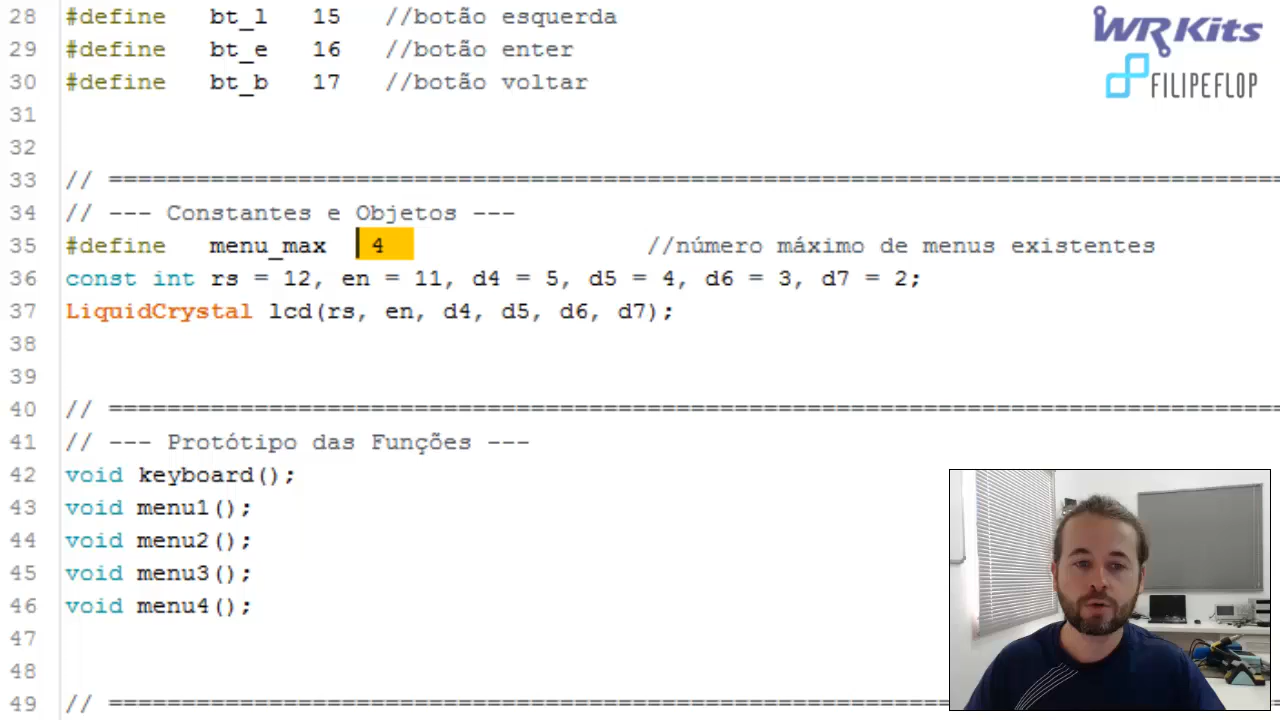 28 #define bt_l 15 //botão esquerda
29 #define bt_e 16 //botão enter
30 #define bt_b 17 //botão voltar
31
32
33 // ================================================================================
34 // --- Constantes e Objetos ---
35 #define menu_max 4 //número máximo de menus existentes
36 const int rs = 12, en = 11, d4 = 5, d5 = 4, d6 = 3, d7 = 2;
37 LiquidCrystal lcd(rs, en, d4, d5, d6, d7);
38
39
40 // ================================================================================
41 // --- Protótipo das Funções ---
42 void keyboard();
43 void menu1();
44 void menu2();
45 void menu3();
46 void menu4();
47
48
49 // ==========================================================
WR Kits
FILIPEFLOP